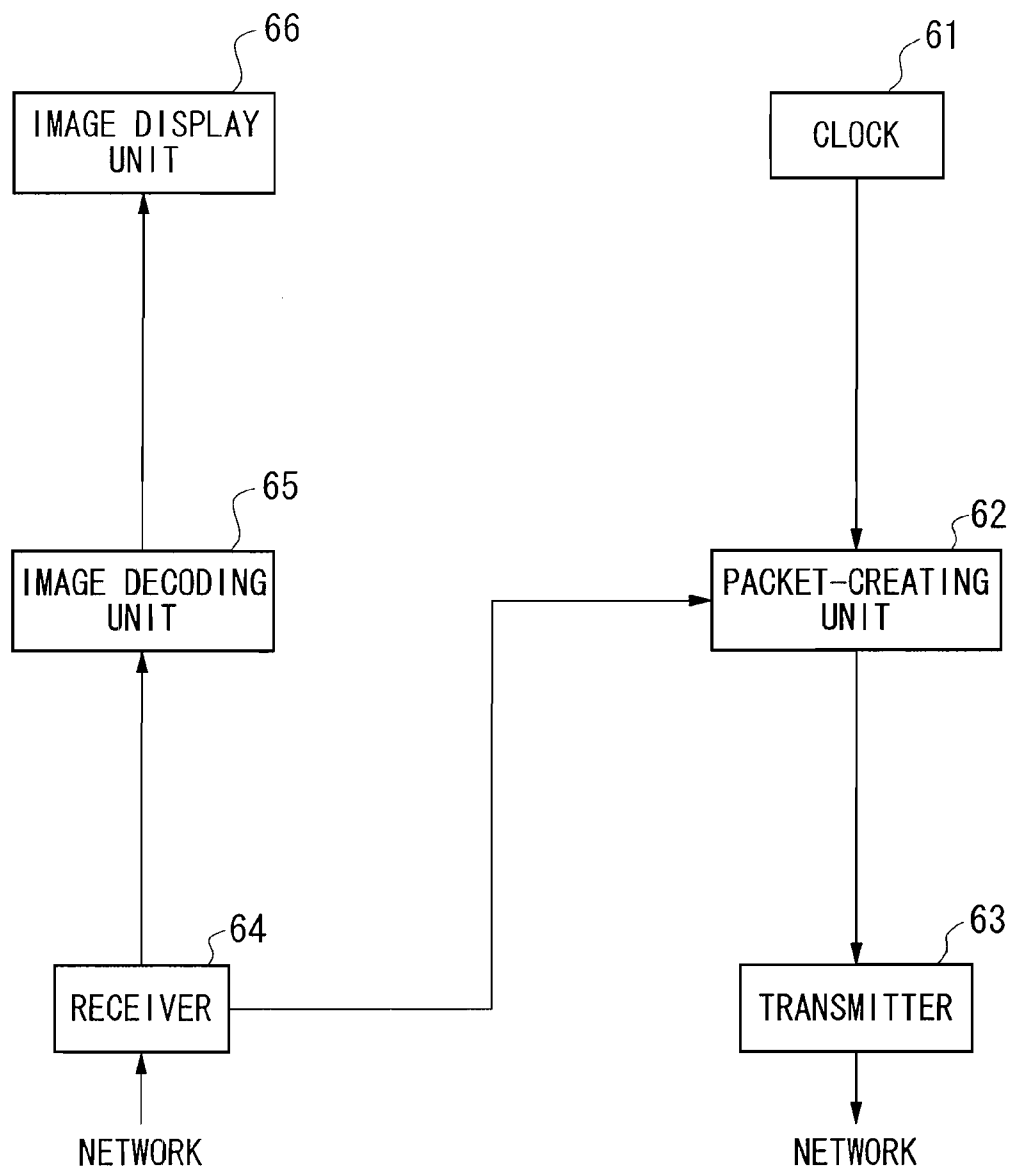 66
IMAGE DISPLAY
UNIT
61
CLOCK
65
IMAGE DECODING
UNIT
62
PACKET-CREATING
UNIT
64
RECEIVER
63
TRANSMITTER
NETWORK
NETWORK